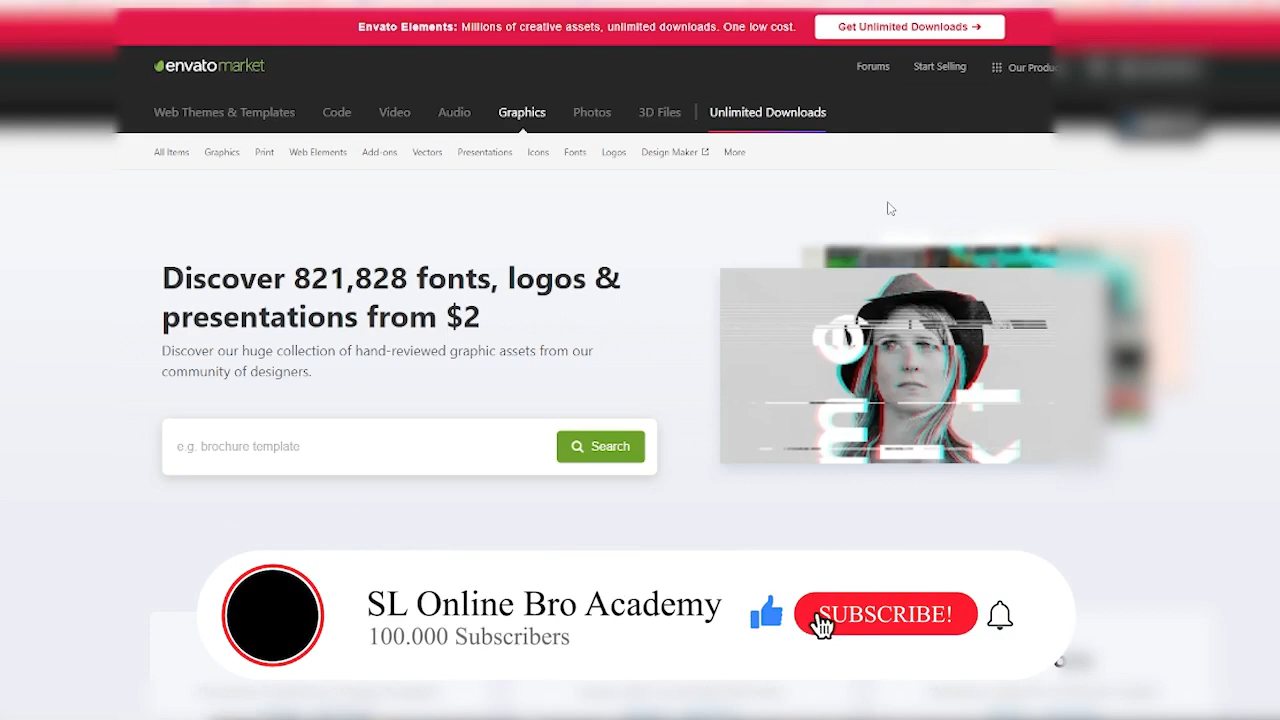 Envato Elements: Millions of creative assets, unlimited downloads. One low cost. Get Unlimited Downloads →
envato market
Forums Start Selling Our Produc
Web Themes & Templates Code Video Audio Graphics Photos 3D Files Unlimited Downloads
All Items Graphics Print Web Elements Add-ons Vectors Presentations Icons Fonts Logos Design Maker More
Discover 821,828 fonts, logos &
presentations from $2
Discover our huge collection of hand-reviewed graphic assets from our
community of designers.
e.g. brochure template Search
SL Online Bro Academy
100.000 Subscribers
SUBSCRIBE!